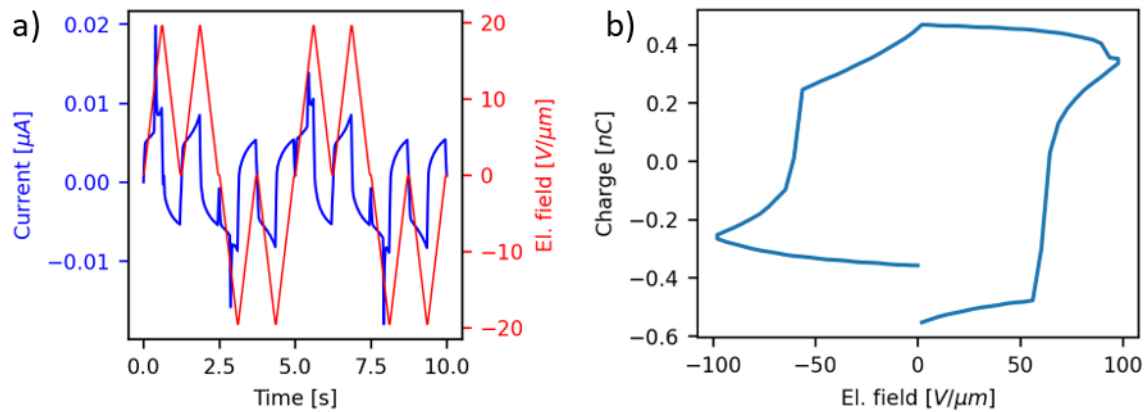 a)
0.02
0.01
0.00
−0.01
Current [μA]
20
10
0
−10
−20
El. field [V/μm]
0.0 2.5 5.0 7.5 10.0
Time [s]
b)
0.4
0.2
0.0
−0.2
−0.4
−0.6
Charge [nC]
−100 −50 0 50 100
El. field [V/μm]